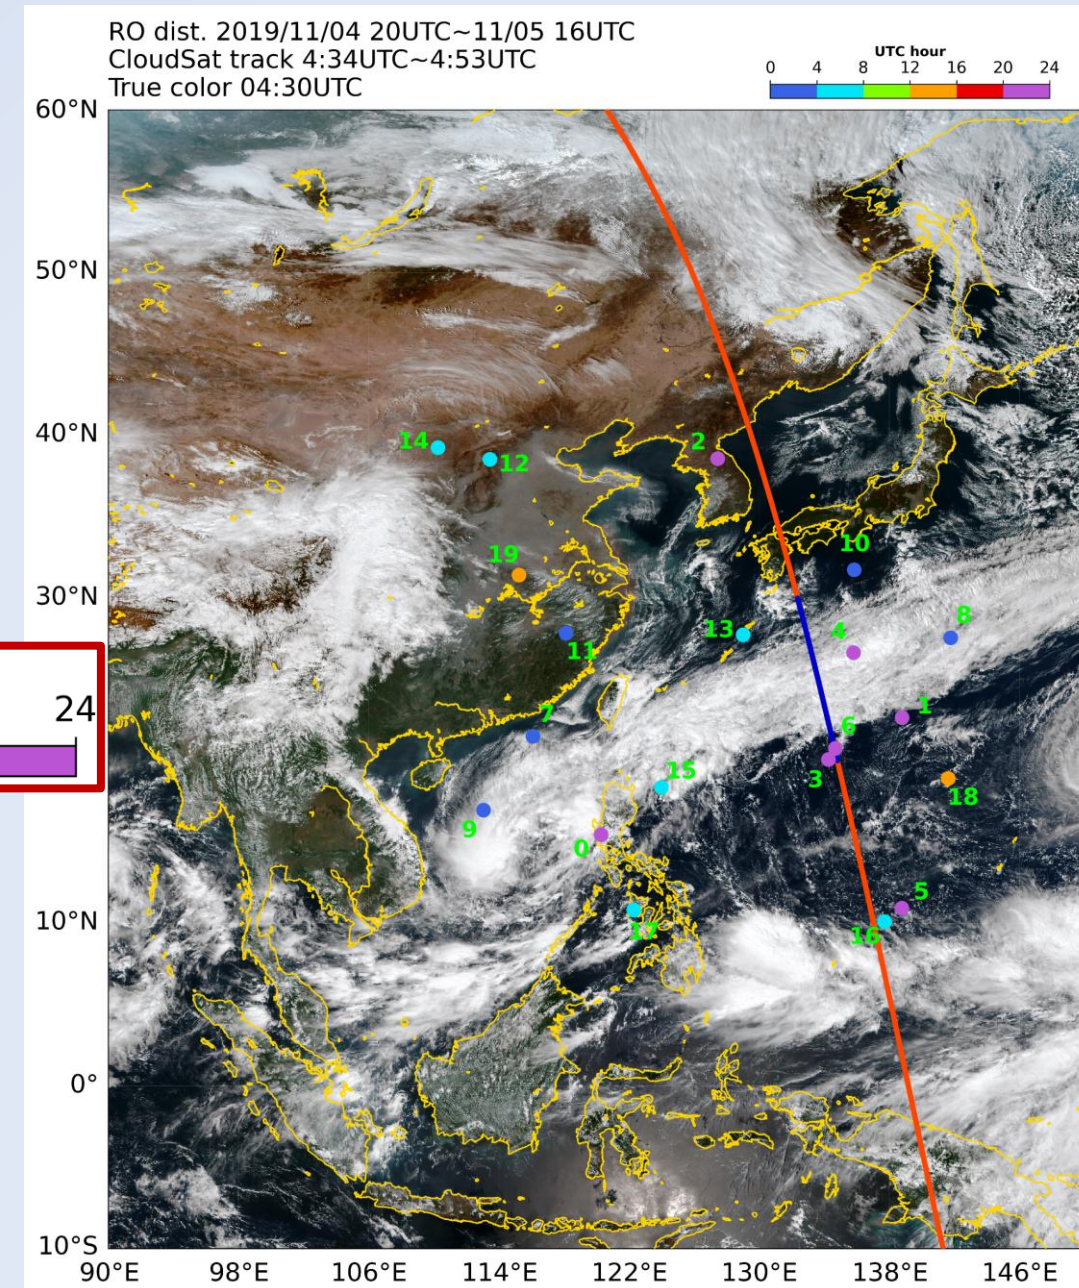 RO dist. 2019/11/04 20UTC~11/05 16UTC
CloudSat track 4:34UTC~4:53UTC
True color 04:30UTC
UTC hour
0 4 8 12 16 20 24
60°N
50°N
40°N
14
12
2
10
19
30°N
13
4
8
11
24
7
1
6
3
15
18
9
0
5
10°N
17
16
0°
10°S
90°E 98°E 106°E 114°E 122°E 130°E 138°E 146°E